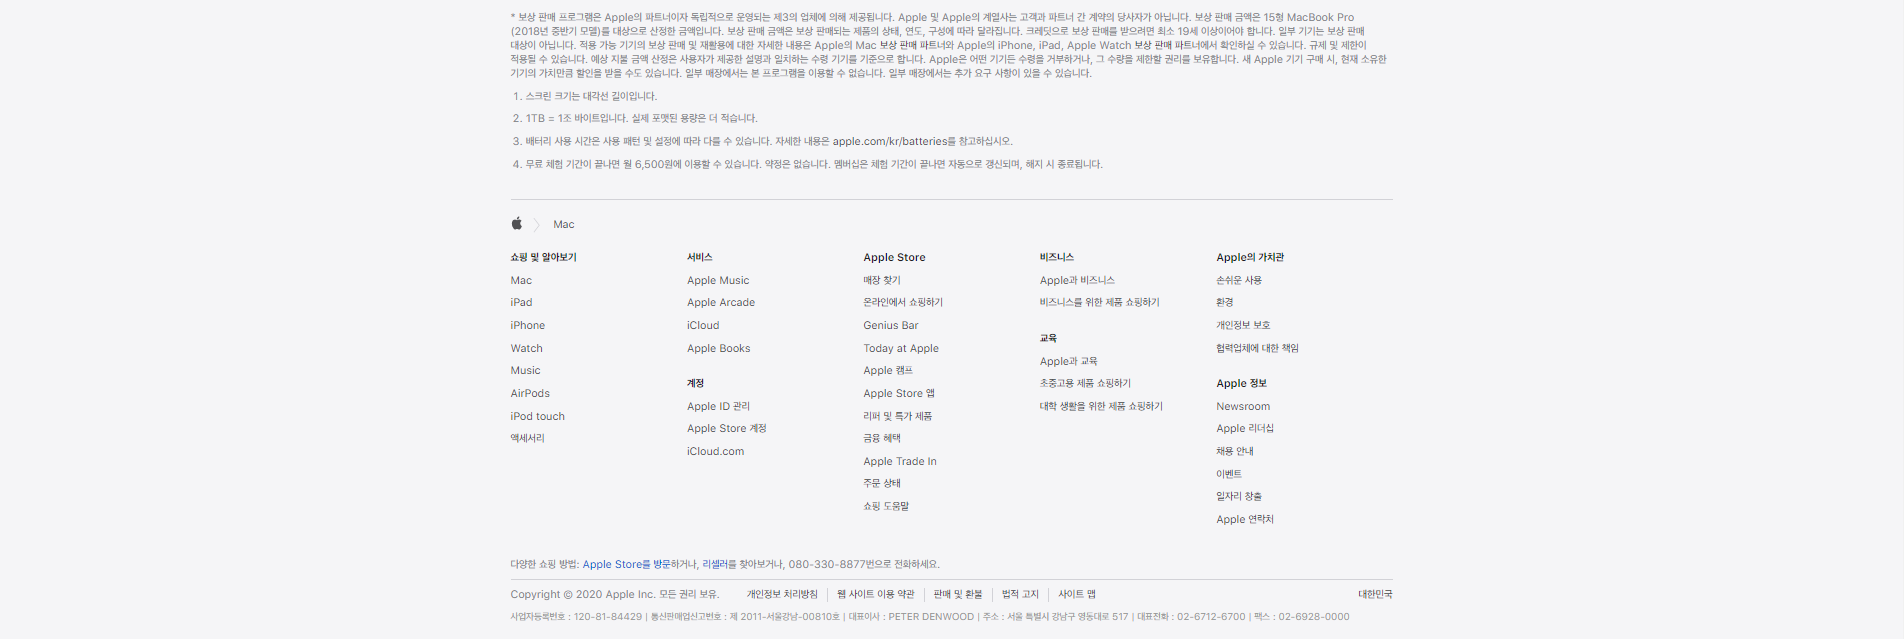 * 보상 판매 프로그램은 Apple의 파트너이자 독립적으로 운영되는 제3의 업체에 의해 제공됩니다. Apple 및 Apple의 계열사는 고객과 파트너 간 계약의 당사자가 아닙니다. 보상 판매 금액은 15형 MacBook Pro
(2018년 중반기 모델)를 대상으로 산정한 금액입니다. 보상 판매 금액은 보상 판매되는 제품의 상태, 연도, 구성에 따라 달라집니다. 크레딧으로 보상 판매를 받으려면 최소 19세 이상이어야 합니다. 일부 기기는 보상 판매
대상이 아닙니다. 적용 가능 기기의 보상 판매 및 재활용에 대한 자세한 내용은 Apple의 Mac 보상 판매 파트너와 Apple의 iPhone, iPad, Apple Watch 보상 판매 파트너에서 확인하실 수 있습니다. 규제 및 제한이
적용될 수 있습니다. 예상 지불 금액 산정은 사용자가 제공한 설명과 일치하는 수령 기기를 기준으로 합니다. Apple은 어떤 기기든 수령을 거부하거나, 그 수량을 제한할 권리를 보유합니다. 새 Apple 기기 구매 시, 현재 소유한
기기의 가치만큼 할인을 받을 수도 있습니다. 일부 매장에서는 본 프로그램을 이용할 수 없습니다. 일부 매장에서는 추가 요구 사항이 있을 수 있습니다.
1. 스크린 크기는 대각선 길이입니다.
2. 1TB = 1조 바이트입니다. 실제 포맷된 용량은 더 적습니다.
3. 배터리 사용 시간은 사용 패턴 및 설정에 따라 다를 수 있습니다. 자세한 내용은 apple.com/kr/batteries를 참고하십시오.
4. 무료 체험 기간이 끝나면 월 6,500원에 이용할 수 있습니다. 약정은 없습니다. 멤버십은 체험 기간이 끝나면 자동으로 갱신되며, 해지 시 종료됩니다.
Mac
쇼핑 및 알아보기
Mac
iPad
iPhone
Watch
Music
AirPods
iPod touch
액세서리
서비스
Apple Music
Apple Arcade
iCloud
Apple Books
계정
Apple ID 관리
Apple Store 계정
iCloud.com
Apple Store
매장 찾기
온라인에서 쇼핑하기
Genius Bar
Today at Apple
Apple 캠프
Apple Store 앱
리퍼 및 특가 제품
금융 혜택
Apple Trade In
주문 상태
쇼핑 도움말
비즈니스
Apple과 비즈니스
비즈니스를 위한 제품 쇼핑하기
교육
Apple과 교육
초중고용 제품 쇼핑하기
대학 생활을 위한 제품 쇼핑하기
Apple의 가치관
손쉬운 사용
환경
개인정보 보호
협력업체에 대한 책임
Apple 정보
Newsroom
Apple 리더십
채용 안내
이벤트
일자리 창출
Apple 연락처
다양한 쇼핑 방법: Apple Store를 방문하거나, 리셀러를 찾아보거나, 080-330-8877번으로 전화하세요.
Copyright © 2020 Apple Inc. 모든 권리 보유. 개인정보 처리방침 | 웹 사이트 이용 약관 | 판매 및 환불 | 법적 고지 | 사이트 맵 대한민국
사업자등록번호 : 120-81-84429 | 통신판매업신고번호 : 제 2011-서울강남-00810호 | 대표이사 : PETER DENWOOD | 주소 : 서울 특별시 강남구 영동대로 517 | 대표전화 : 02-6712-6700 | 팩스 : 02-6928-0000